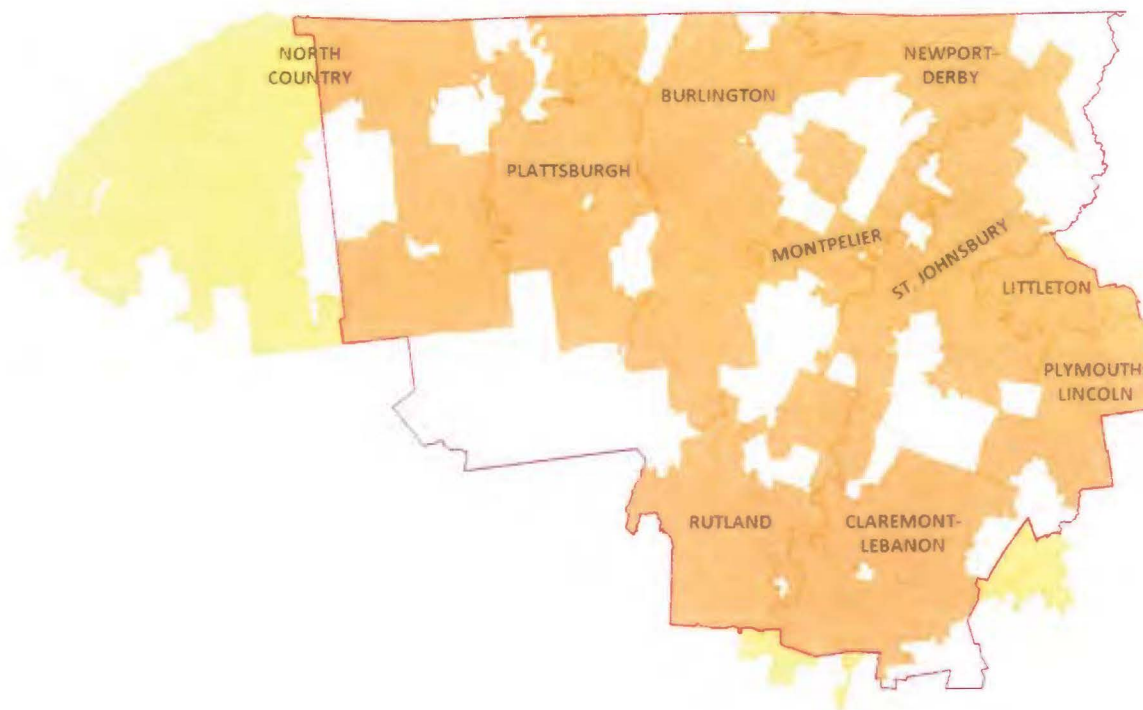 NORTH
COUNTRY
NEWPORT-
DERBY
BURLINGTON
PLATTSBURGH
MONTPELIER
ST. JOHNSBURY
LITTLETON
PLYMOUTH
LINCOLN
RUTLAND
CLAREMONT-
LEBANON